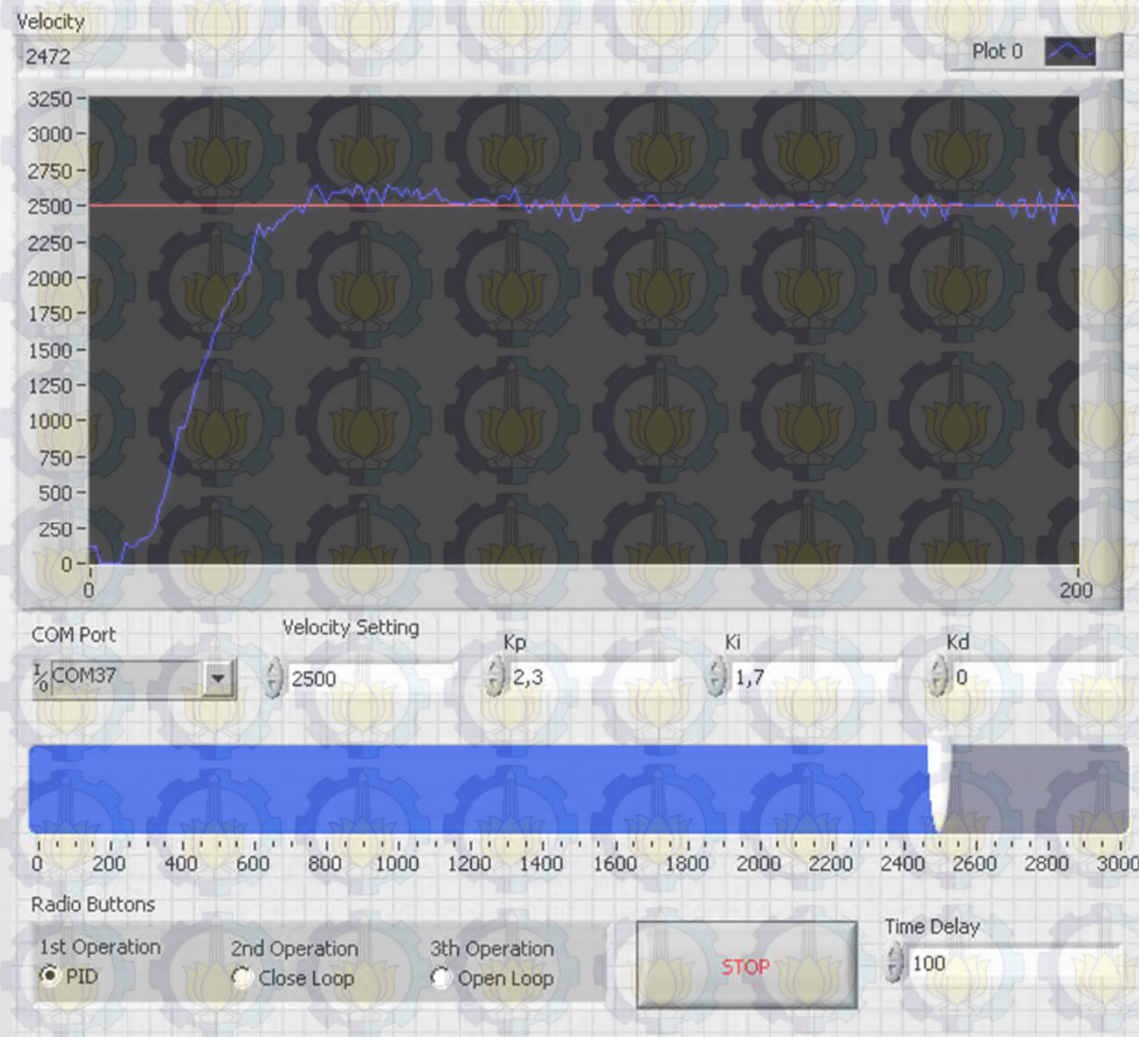 Velocity
2472
Plot 0
3250
3000
2750
2500
2250
2000
1750
1500
1250
1000
750
500
250
0
0 200
COM Port Velocity Setting Kp Ki Kd
I/0 COM37 2500 2,3 1,7 0
0 200 400 600 800 1000 1200 1400 1600 1800 2000 2200 2400 2600 2800 3000
Radio Buttons
1st Operation 2nd Operation 3th Operation
PID Close Loop Open Loop
STOP
Time Delay
100